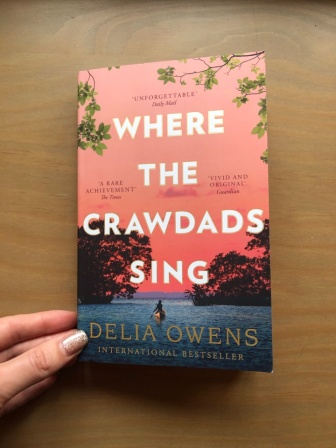 'UNFORGETTABLE'
Daily Mail
WHERE
THE
'A RARE
ACHIEVEMENT'
The Times
'VIVID AND
ORIGINAL'
Guardian
CRAWDADS
SING
DELIA OWENS
INTERNATIONAL BESTSELLER